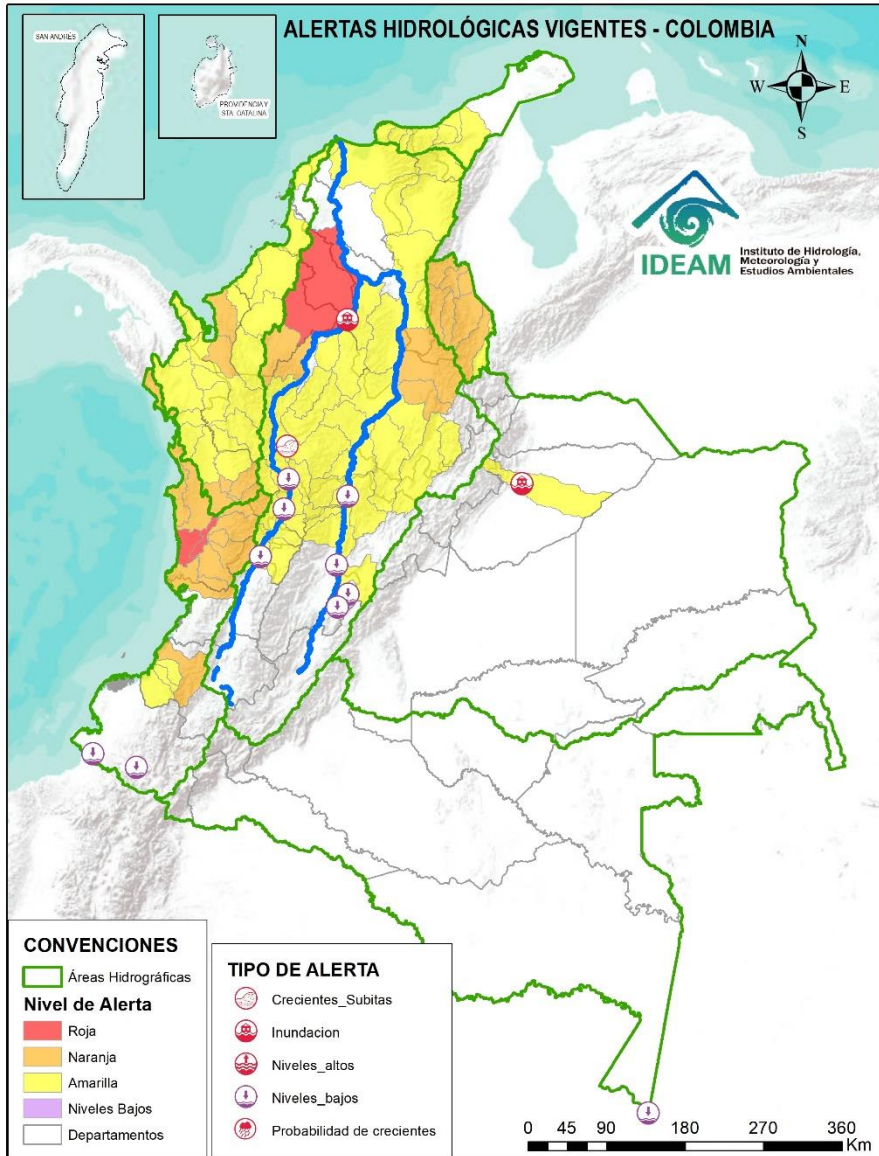 ALERTAS HIDROLÓGICAS VIGENTES - COLOMBIA
SAN ANDRÉS
PROVIDENCIA Y
STA. CATALINA
N
W
E
S
IDEAM
Instituto de Hidrología,
Meteorología y
Estudios Ambientales
CONVENCIONES
Áreas Hidrográficas
Nivel de Alerta
Roja
Naranja
Amarilla
Niveles Bajos
Departamentos
TIPO DE ALERTA
Crecientes_Subitas
Inundacion
Niveles_altos
Niveles_bajos
Probabilidad de crecientes
0 45 90 180 270 360
Km